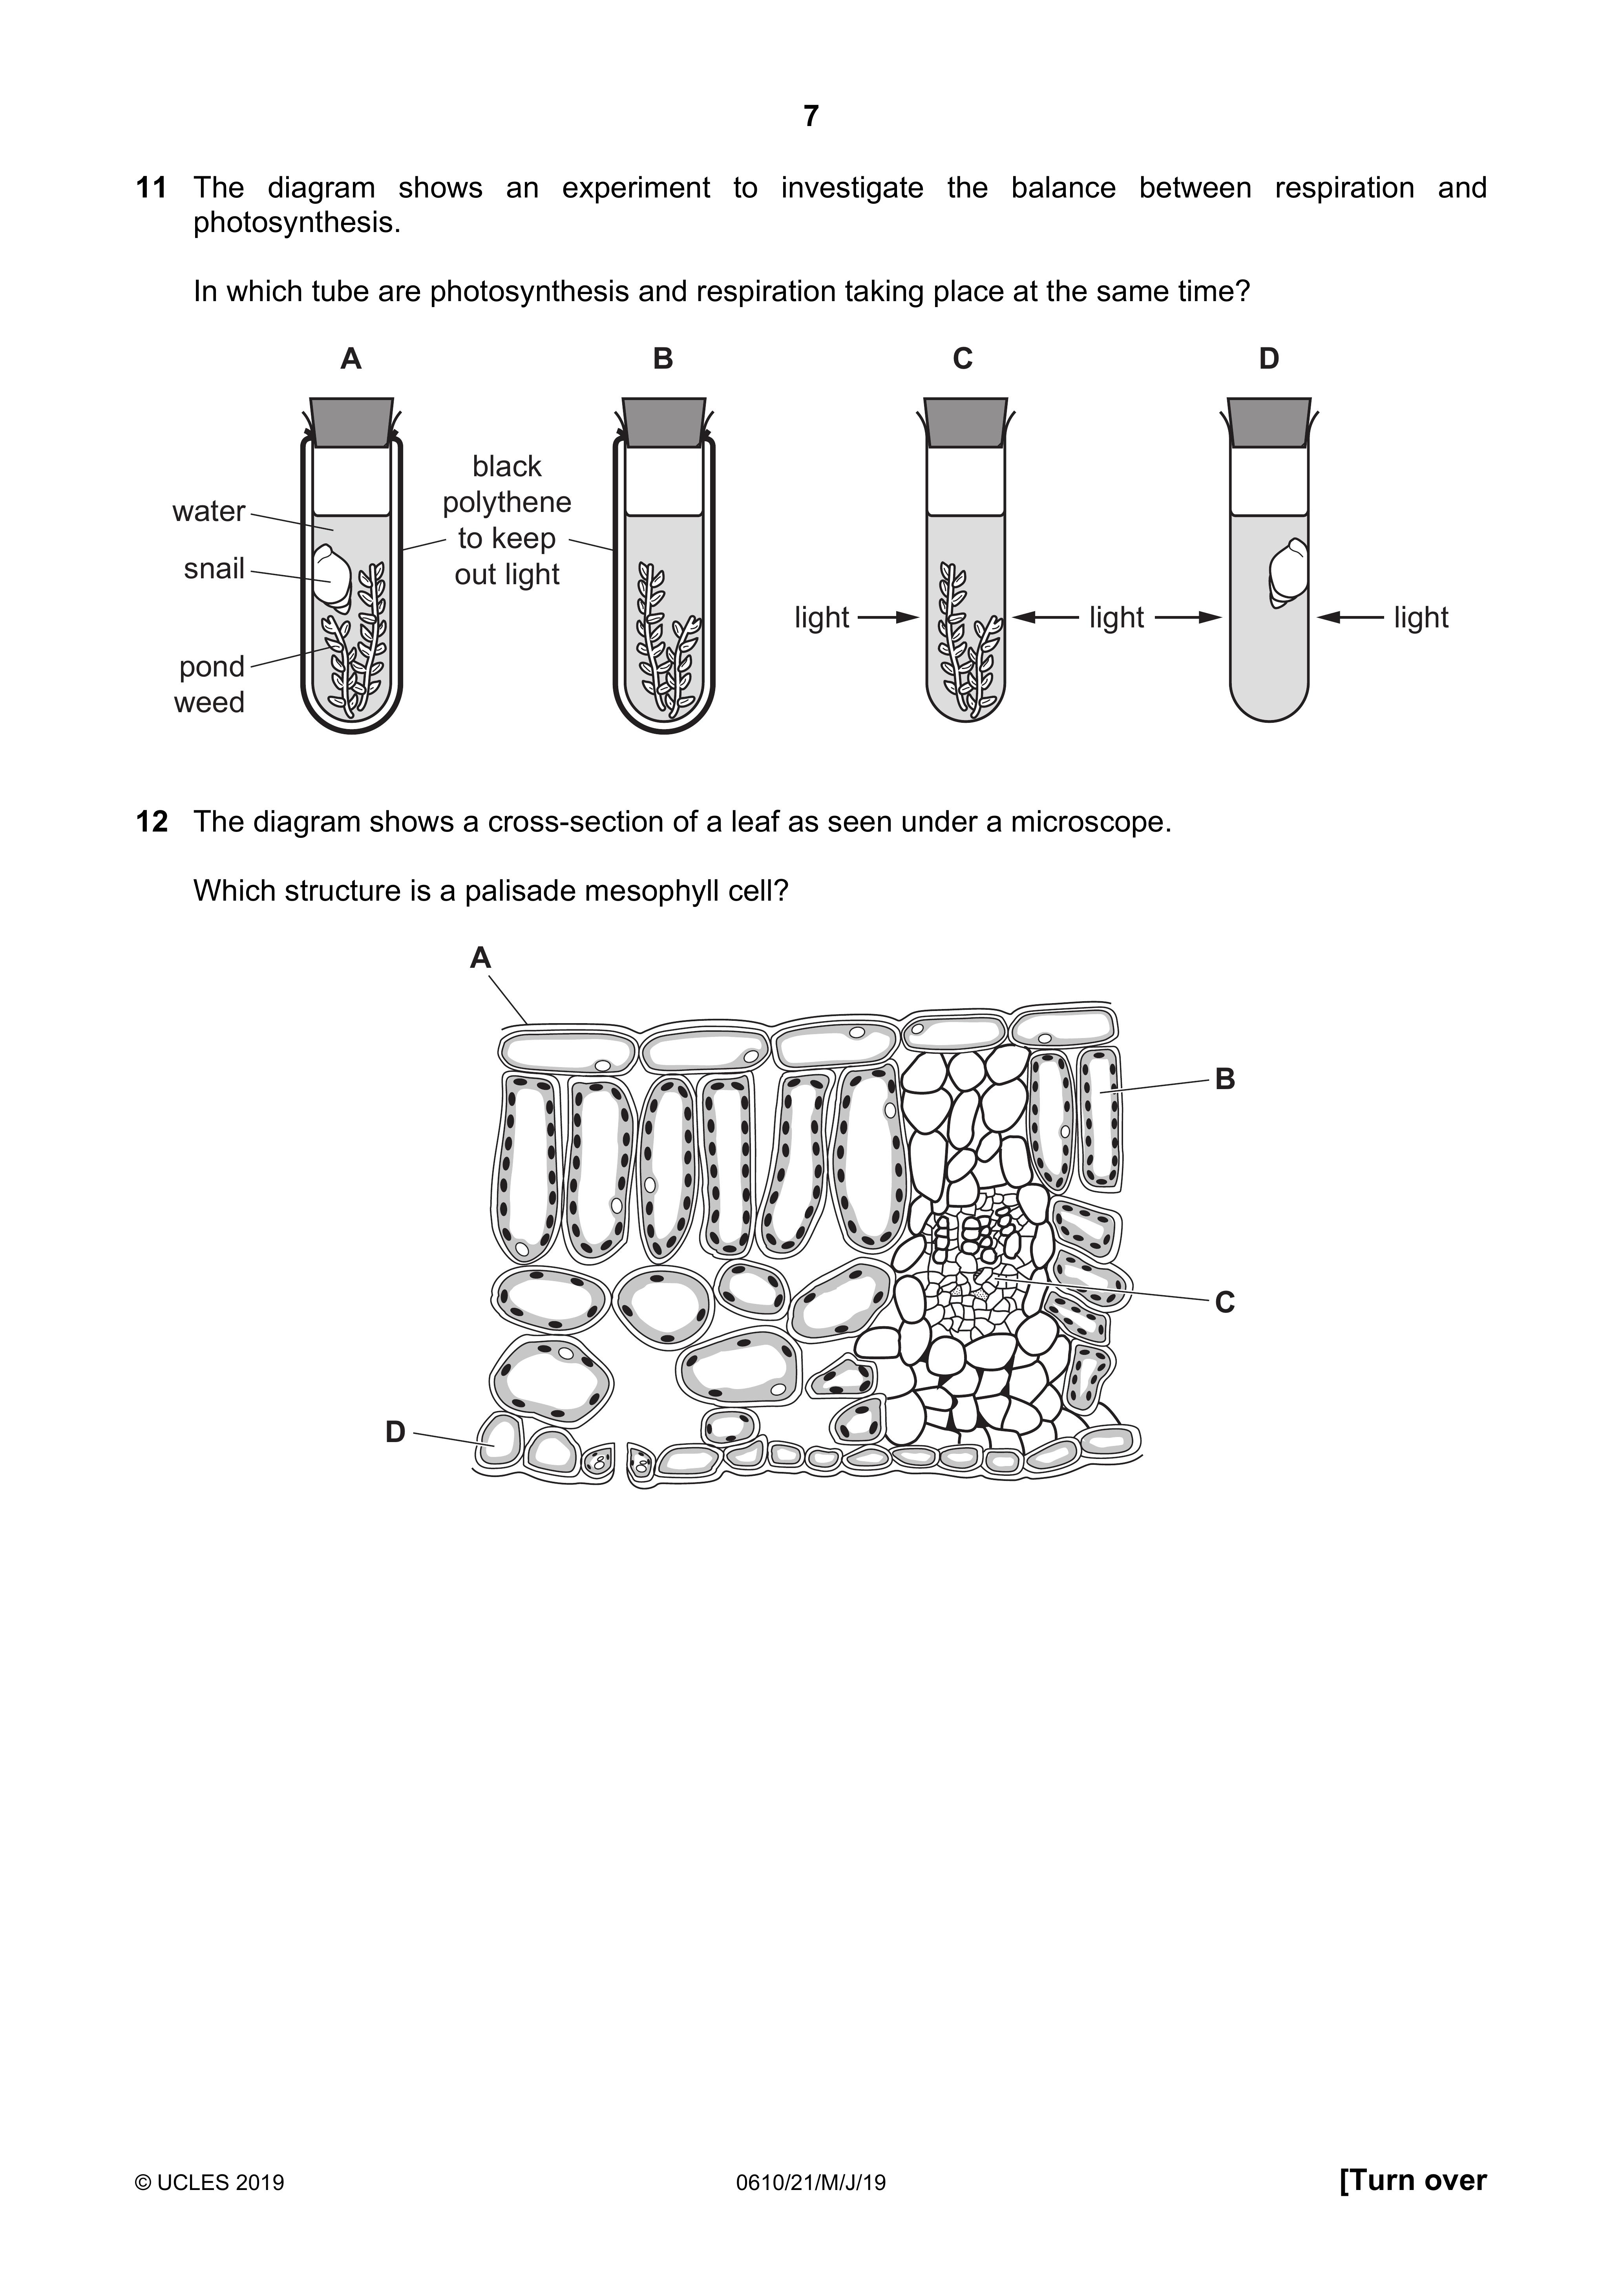 7
11 The diagram shows an experiment to investigate the balance between respiration and
photosynthesis.
In which tube are photosynthesis and respiration taking place at the same time?
A B C D
water
snail
pond
weed
black
polythene
to keep
out light
light light light
12 The diagram shows a cross-section of a leaf as seen under a microscope.
Which structure is a palisade mesophyll cell?
A
B
C
D
© UCLES 2019 0610/21/M/J/19 [Turn over